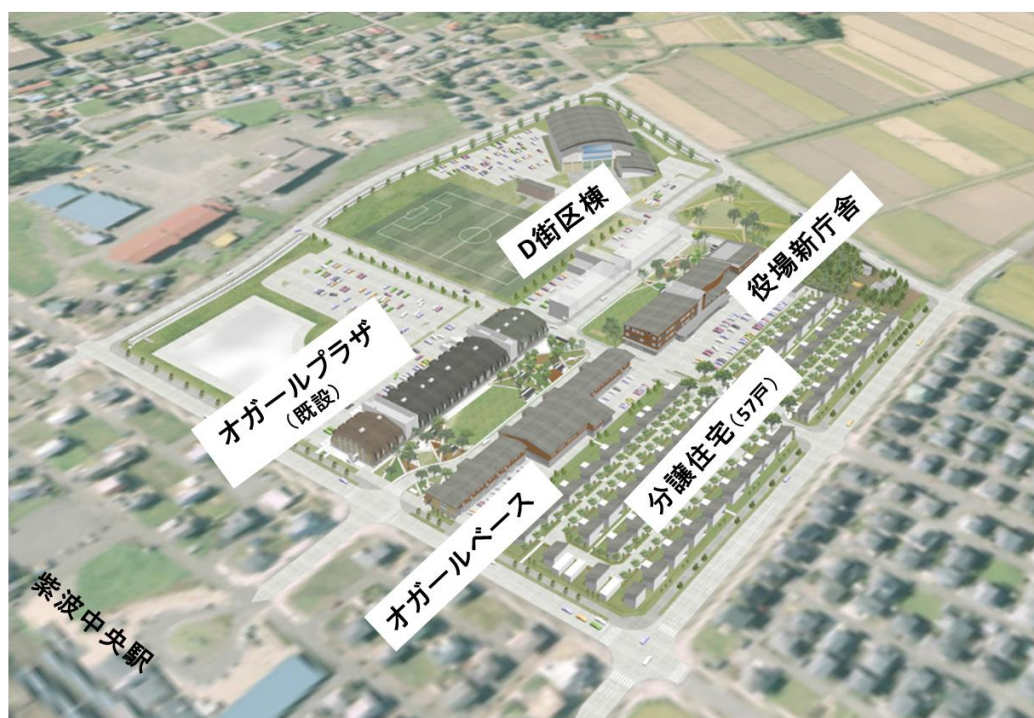 D街区棟
役場新庁舎
オガールプラザ
(既設)
分譲住宅(57戸)
オガールベース
紫波中央駅